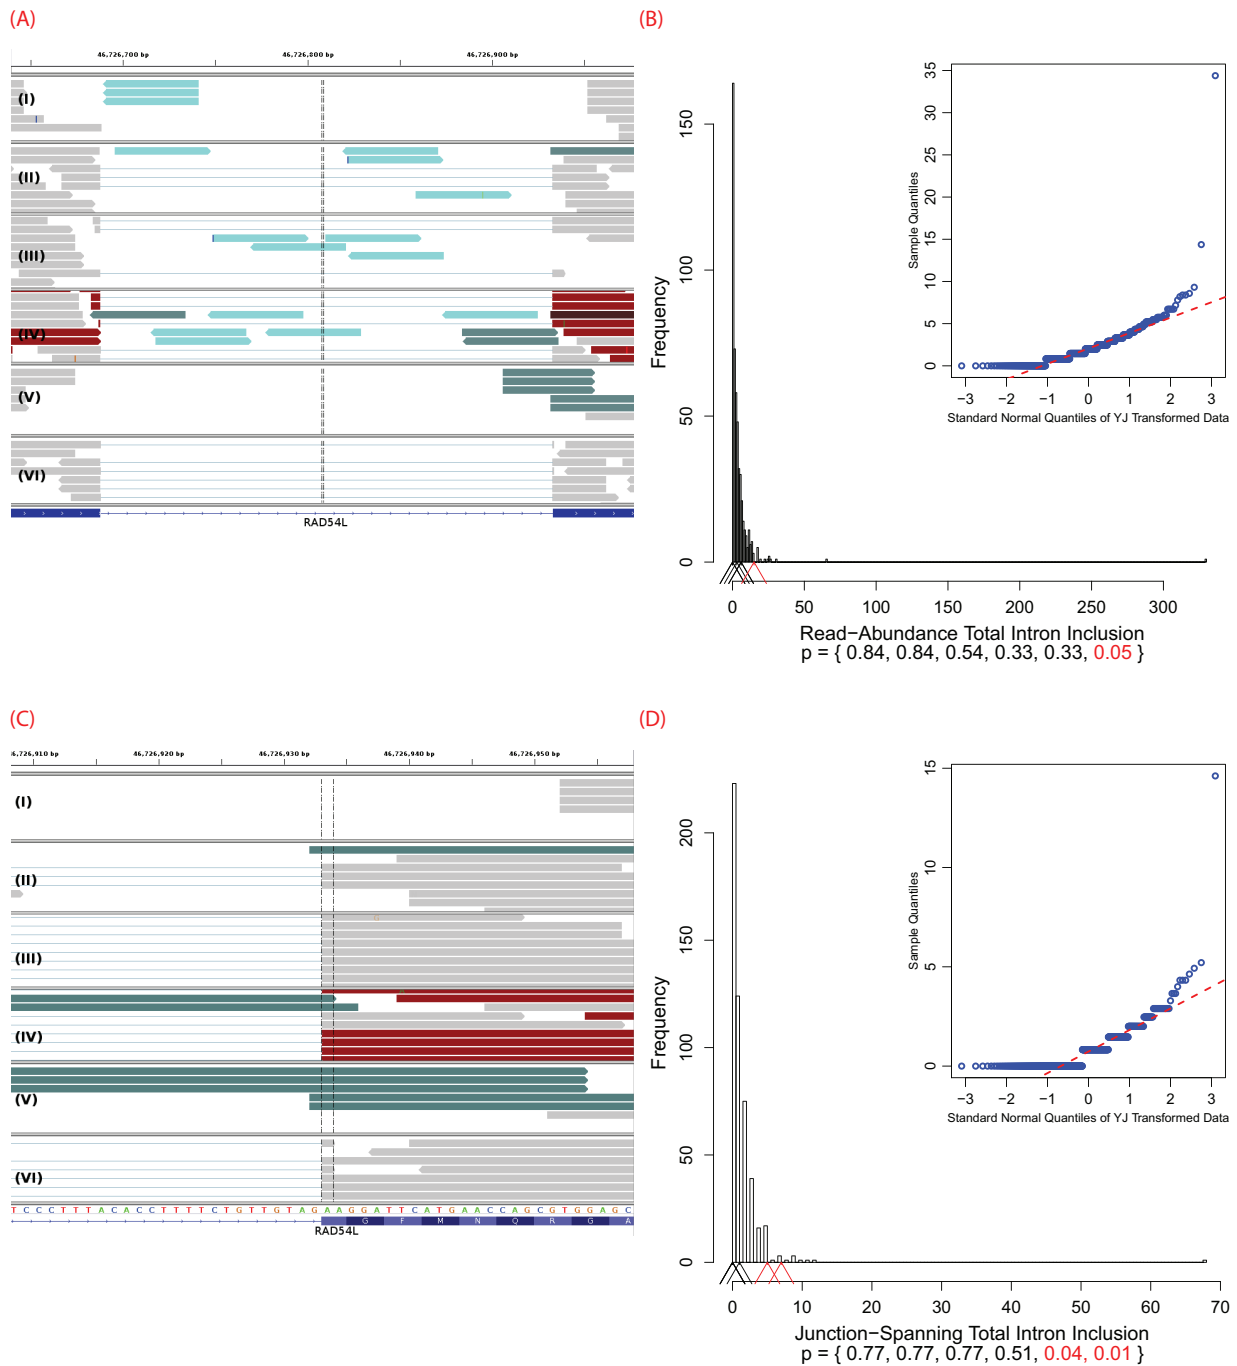 (A)
46,726,700 bp 46,726,800 bp 46,726,900 bp
(I)
(II)
(III)
(IV)
(V)
(VI)
RAD54L
(B)
Frequency
0 50 100 150
0 50 100 150 200 250 300
Read−Abundance Total Intron Inclusion
p = { 0.84, 0.84, 0.54, 0.33, 0.33, 0.05 }
Sample Quantiles
0 5 10 15 20 25 30 35
−3 −2 −1 0 1 2 3
Standard Normal Quantiles of YJ Transformed Data
(C)
46,726,910 bp 46,726,920 bp 46,726,930 bp 46,726,940 bp 46,726,950 bp
(I)
(II)
(III)
(IV)
(V)
(VI)
T C C C T T T A C A C C T T T T C T G T T G T A G A A G G A T T C A T G A A C C A G C G T G G A G C
G F M N Q R G A
RAD54L
(D)
Frequency
0 50 100 150 200
0 10 20 30 40 50 60 70
Junction−Spanning Total Intron Inclusion
p = { 0.77, 0.77, 0.77, 0.51, 0.04, 0.01 }
Sample Quantiles
0 5 10 15
−3 −2 −1 0 1 2 3
Standard Normal Quantiles of YJ Transformed Data